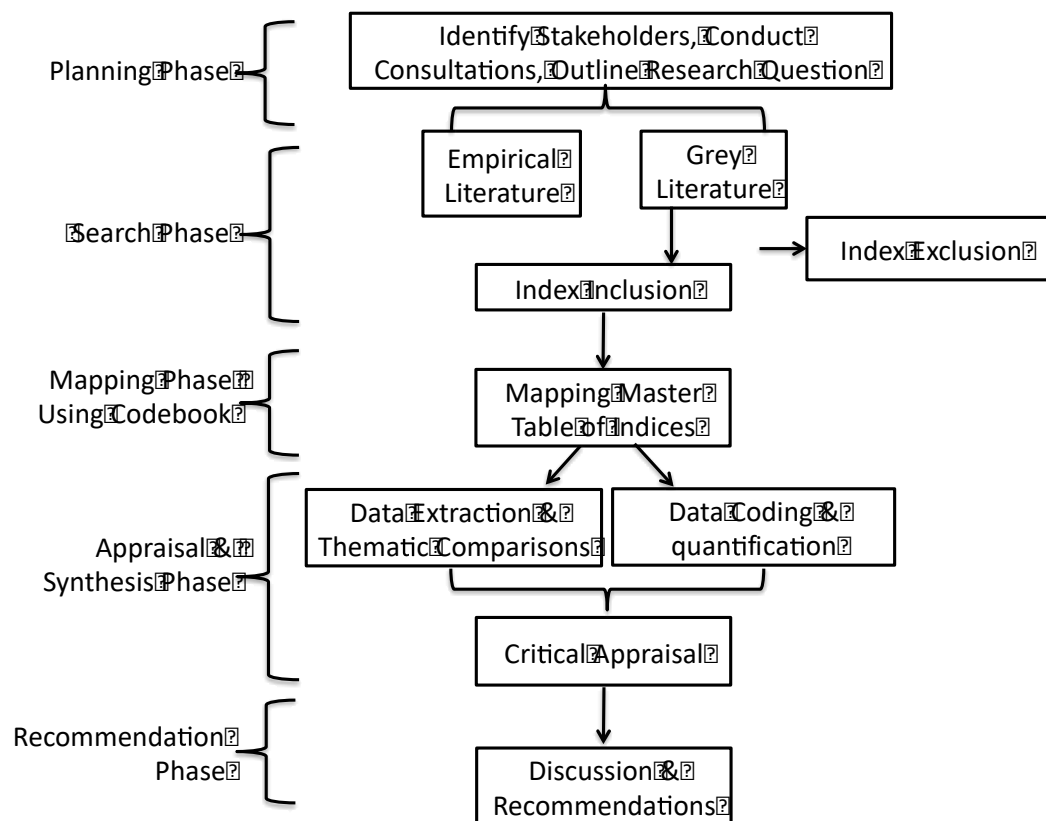 Planning Phase
Identify Stakeholders, Conduct
Consultations, Outline Research Question
Search Phase
Empirical
Literature
Grey
Literature
Index Exclusion
Index Inclusion
Mapping Phase
Using Codebook
Mapping Master
Table of Indices
Appraisal &
Synthesis Phase
Data Extraction &
Thematic Comparisons
Data Coding &
quantification
Critical Appraisal
Recommendation
Phase
Discussion &
Recommendations